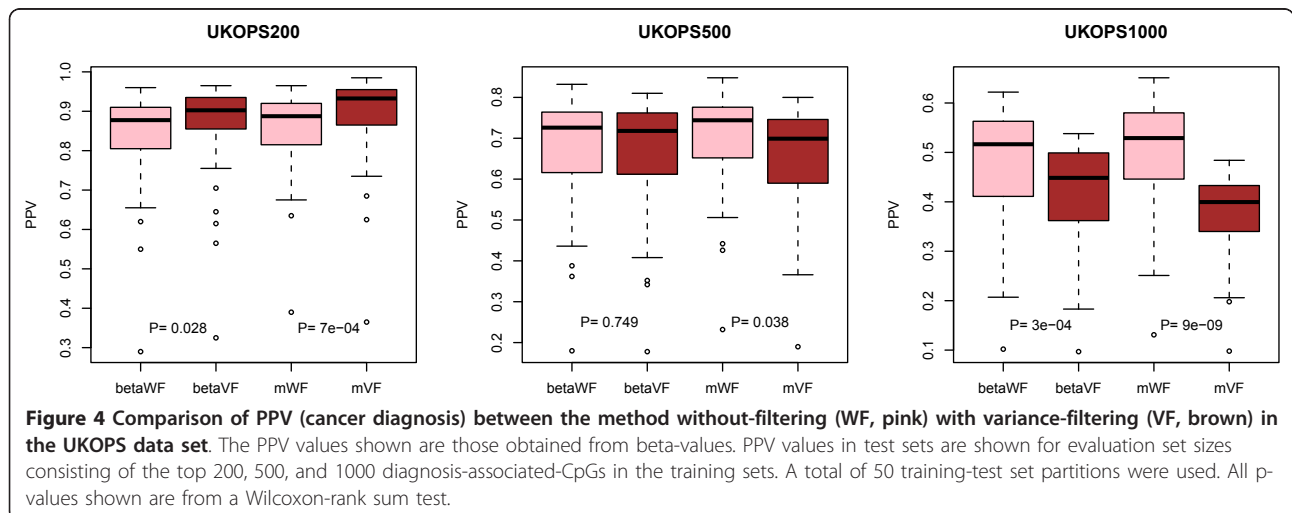 UKOPS200
UKOPS500
UKOPS1000
PPV
0.3
0.4
0.5
0.6
0.7
0.8
0.9
1.0
P= 0.028
P= 7e−04
betaWF
betaVF
mWF
mVF
PPV
0.2
0.3
0.4
0.5
0.6
0.7
0.8
P= 0.749
P= 0.038
betaWF
betaVF
mWF
mVF
PPV
0.1
0.2
0.3
0.4
0.5
0.6
P= 3e−04
P= 9e−09
betaWF
betaVF
mWF
mVF
Figure 4 Comparison of PPV (cancer diagnosis) between the method without-filtering (WF, pink) with variance-filtering (VF, brown) in
the UKOPS data set. The PPV values shown are those obtained from beta-values. PPV values in test sets are shown for evaluation set sizes
consisting of the top 200, 500, and 1000 diagnosis-associated-CpGs in the training sets. A total of 50 training-test set partitions were used. All p-
values shown are from a Wilcoxon-rank sum test.